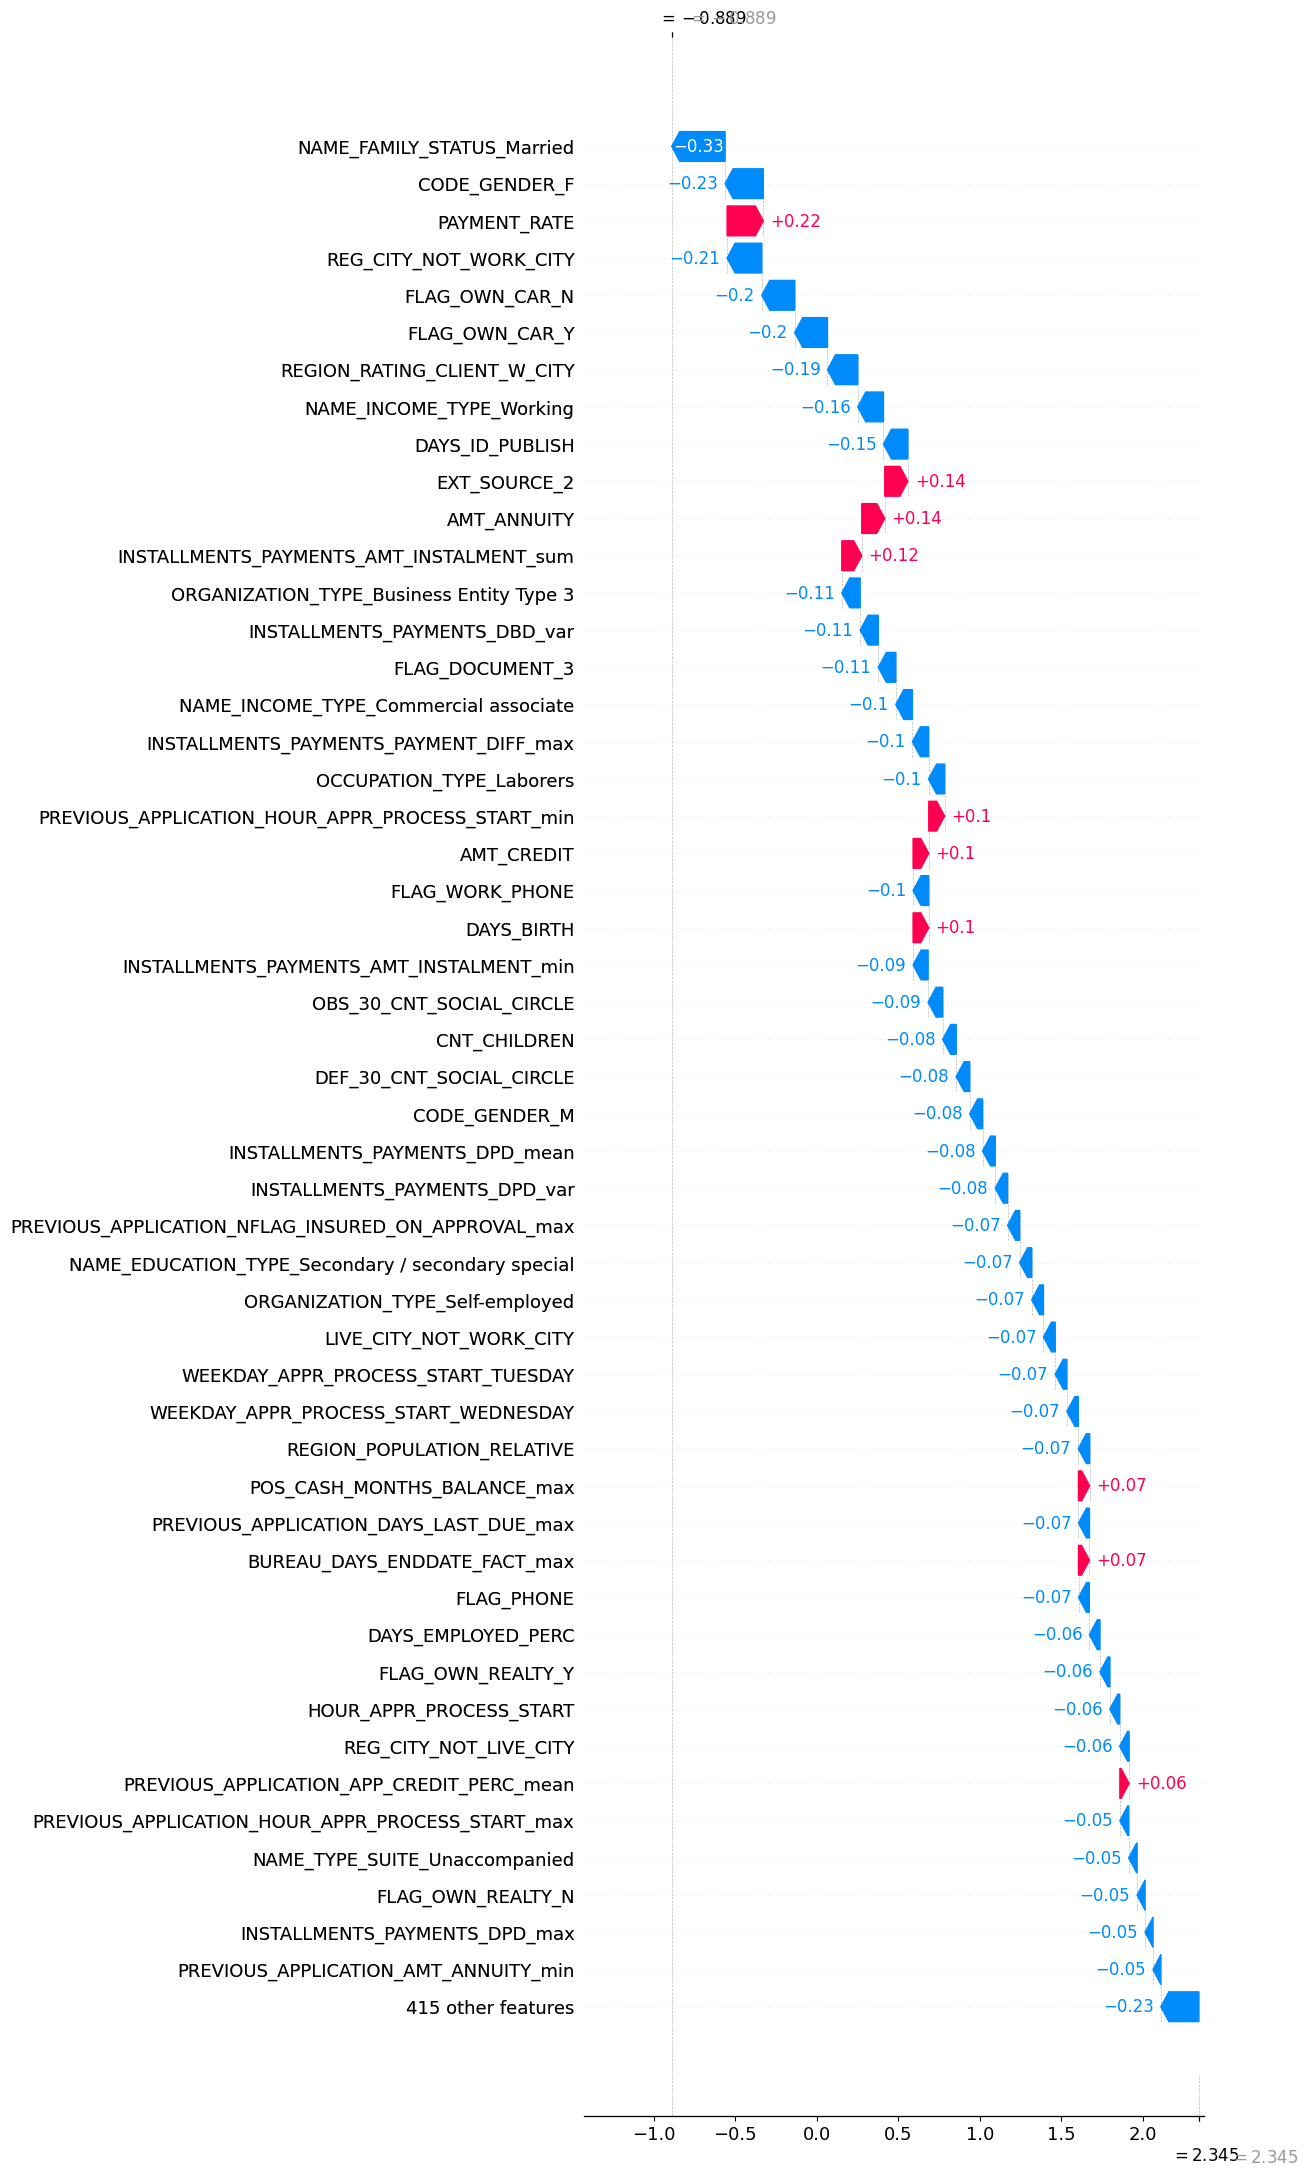 = −0.889
= −0.889
NAME_FAMILY_STATUS_Married −0.33
CODE_GENDER_F −0.23
PAYMENT_RATE +0.22
REG_CITY_NOT_WORK_CITY −0.21
FLAG_OWN_CAR_N −0.2
FLAG_OWN_CAR_Y −0.2
REGION_RATING_CLIENT_W_CITY −0.19
NAME_INCOME_TYPE_Working −0.16
DAYS_ID_PUBLISH −0.15
EXT_SOURCE_2 +0.14
AMT_ANNUITY +0.14
INSTALLMENTS_PAYMENTS_AMT_INSTALMENT_sum +0.12
ORGANIZATION_TYPE_Business Entity Type 3 −0.11
INSTALLMENTS_PAYMENTS_DBD_var −0.11
FLAG_DOCUMENT_3 −0.11
NAME_INCOME_TYPE_Commercial associate −0.1
INSTALLMENTS_PAYMENTS_PAYMENT_DIFF_max −0.1
OCCUPATION_TYPE_Laborers −0.1
PREVIOUS_APPLICATION_HOUR_APPR_PROCESS_START_min +0.1
AMT_CREDIT +0.1
FLAG_WORK_PHONE −0.1
DAYS_BIRTH +0.1
INSTALLMENTS_PAYMENTS_AMT_INSTALMENT_min −0.09
OBS_30_CNT_SOCIAL_CIRCLE −0.09
CNT_CHILDREN −0.08
DEF_30_CNT_SOCIAL_CIRCLE −0.08
CODE_GENDER_M −0.08
INSTALLMENTS_PAYMENTS_DPD_mean −0.08
INSTALLMENTS_PAYMENTS_DPD_var −0.08
PREVIOUS_APPLICATION_NFLAG_INSURED_ON_APPROVAL_max −0.07
NAME_EDUCATION_TYPE_Secondary / secondary special −0.07
ORGANIZATION_TYPE_Self-employed −0.07
LIVE_CITY_NOT_WORK_CITY −0.07
WEEKDAY_APPR_PROCESS_START_TUESDAY −0.07
WEEKDAY_APPR_PROCESS_START_WEDNESDAY −0.07
REGION_POPULATION_RELATIVE −0.07
POS_CASH_MONTHS_BALANCE_max +0.07
PREVIOUS_APPLICATION_DAYS_LAST_DUE_max −0.07
BUREAU_DAYS_ENDDATE_FACT_max +0.07
FLAG_PHONE −0.07
DAYS_EMPLOYED_PERC −0.06
FLAG_OWN_REALTY_Y −0.06
HOUR_APPR_PROCESS_START −0.06
REG_CITY_NOT_LIVE_CITY −0.06
PREVIOUS_APPLICATION_APP_CREDIT_PERC_mean +0.06
PREVIOUS_APPLICATION_HOUR_APPR_PROCESS_START_max −0.05
NAME_TYPE_SUITE_Unaccompanied −0.05
FLAG_OWN_REALTY_N −0.05
INSTALLMENTS_PAYMENTS_DPD_max −0.05
PREVIOUS_APPLICATION_AMT_ANNUITY_min −0.05
415 other features −0.23
−1.0 −0.5 0.0 0.5 1.0 1.5 2.0
= 2.345
= 2.345